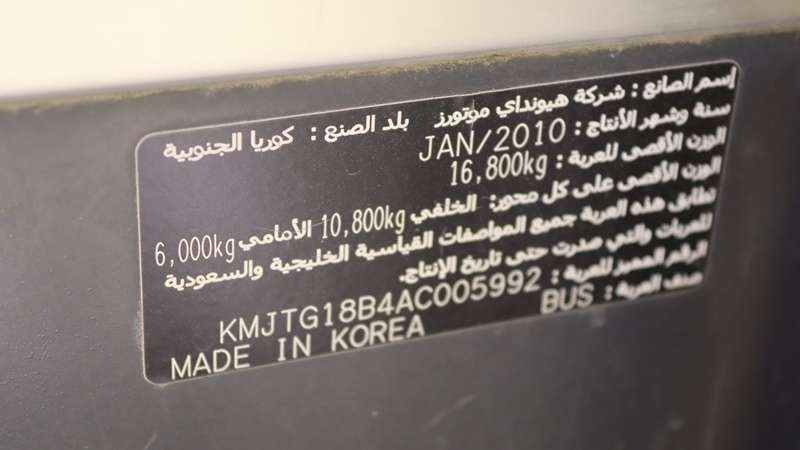 إسم الصانع : شركة هيونداي موتورز بلد الصنع : كوريا الجنوبية
سنة وشهر الأنتاج : JAN/2010
الوزن الأقصى للعربة : 16,800kg
الوزن الأقصى على كل محور: الخلفي 10,800kg الأمامي 6,000kg
تطابق هذه العربة جميع المواصفات القياسية الخليجية والسعودية
للعربات والتي صدرت حتى تاريخ الإنتاج.
الرقم المميز للعربة : KMJTG18B4AC005992
صنف العربة : BUS
MADE IN KOREA